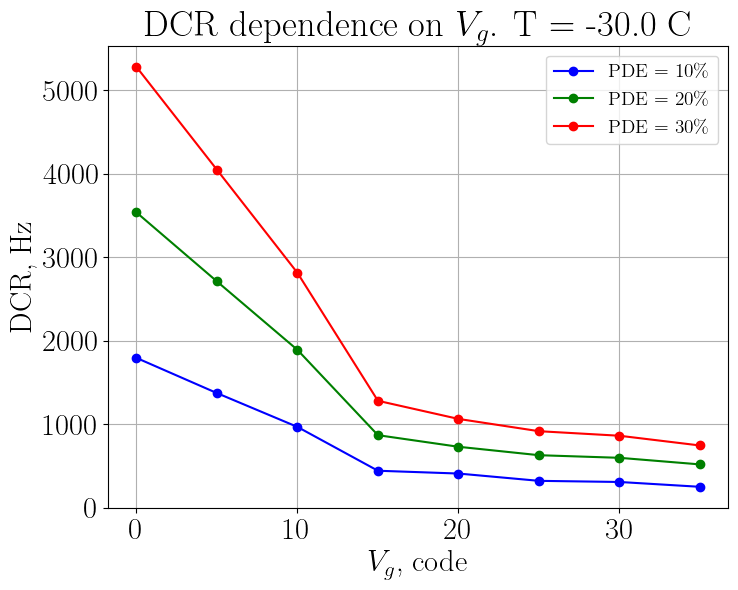 DCR dependence on V_g. T = -30.0 C
PDE = 10%
PDE = 20%
PDE = 30%
DCR, Hz
5000
4000
3000
2000
1000
0
0 10 20 30
V_g, code